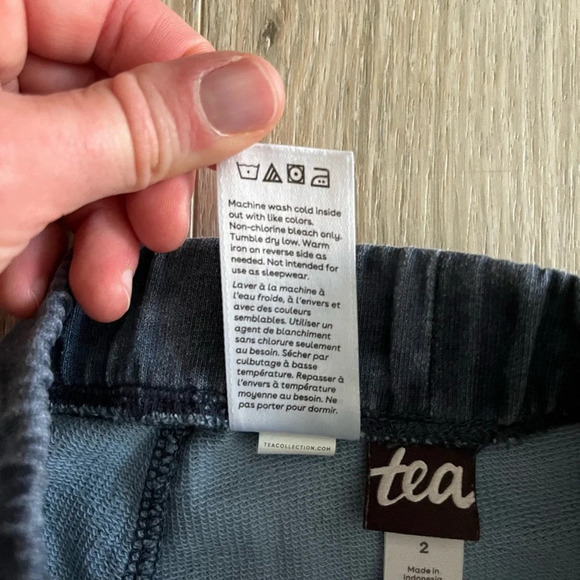 Machine wash cold inside
out with like colors.
Non-chlorine bleach only.
Tumble dry low. Warm
iron on reverse side as
needed. Not intended for
use as sleepwear.
Laver à la machine à
l'eau froide, à l'envers et
avec des couleurs
semblables. Utiliser un
agent de blanchiment
sans chlorure seulement
au besoin. Sécher par
culbutage à basse
température. Repasser à
l'envers à température
moyenne au besoin. Ne
pas porter pour dormir.
TEACOLLECTION.COM
tea
2
Made in
Indonesia